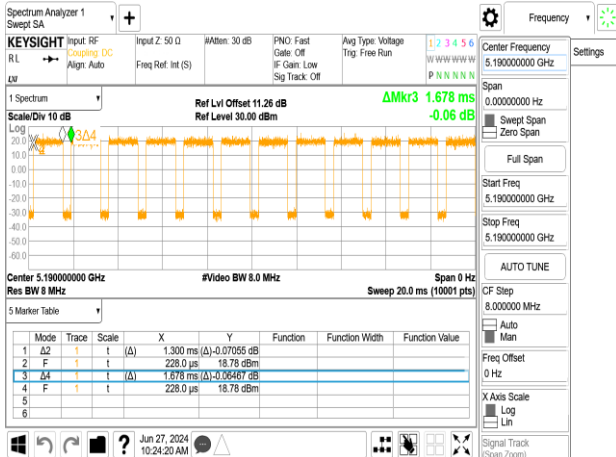 Spectrum Analyzer 1
Swept SA
+
Frequency
KEYSIGHT Input: RF Input Z: 50 Ω #Atten: 30 dB PNO: Fast Avg Type: Voltage 1 2 3 4 5 6
RL Coupling: DC Gate: Off Trig: Free Run
Align: Auto Freq Ref: Int (S) IF Gain: Low W W W W W W
Sig Track: Off P N N N N N
LXI
1 Spectrum
Scale/Div 10 dB
Ref Lvl Offset 11.26 dB
Ref Level 30.00 dBm
ΔMkr3 1.678 ms
-0.06 dB
Log
3Δ4
20.0
10.0
0.00
-10.0
-20.0
-30.0
-40.0
-50.0
-60.0
Center 5.190000000 GHz #Video BW 8.0 MHz Span 0 Hz
Res BW 8 MHz Sweep 20.0 ms (10001 pts)
5 Marker Table
Mode Trace Scale X Y Function Function Width Function Value
1 Δ2 1 t (Δ) 1.300 ms (Δ) -0.07055 dB
2 F 1 t 228.0 µs 18.78 dBm
3 Δ4 1 t (Δ) 1.678 ms (Δ) -0.06467 dB
4 F 1 t 228.0 µs 18.78 dBm
5
6
?
Jun 27, 2024
10:24:20 AM
Center Frequency
5.190000000 GHz
Settings
Span
0.00000000 Hz
Swept Span
Zero Span
Full Span
Start Freq
5.190000000 GHz
Stop Freq
5.190000000 GHz
AUTO TUNE
CF Step
8.000000 MHz
Auto
Man
Freq Offset
0 Hz
X Axis Scale
Log
Lin
Signal Track
(Span Zoom)